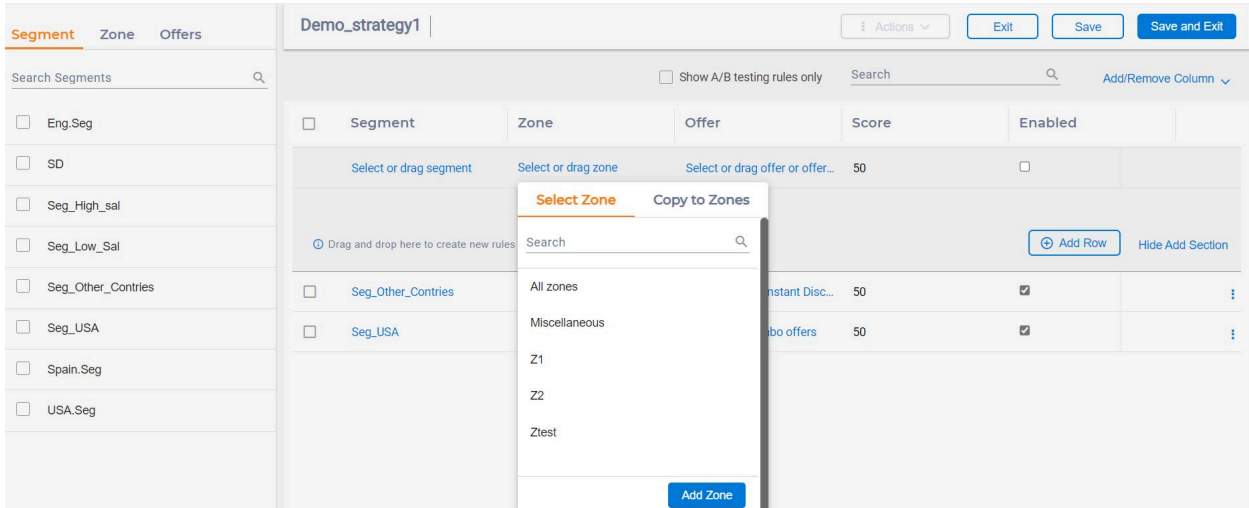 Segment Zone Offers
Search Segments
Eng.Seg
SD
Seg_High_sal
Seg_Low_Sal
Seg_Other_Contries
Seg_USA
Spain.Seg
USA.Seg
Demo_strategy1
Actions Exit Save Save and Exit
Show A/B testing rules only Search Add/Remove Column
Segment Zone Offer Score Enabled
Select or drag segment Select or drag zone Select or drag offer or offer... 50
Drag and drop here to create new rules Add Row Hide Add Section
Seg_Other_Contries nstant Disc... 50
Seg_USA bo offers 50
Select Zone Copy to Zones
Search
All zones
Miscellaneous
Z1
Z2
Ztest
Add Zone